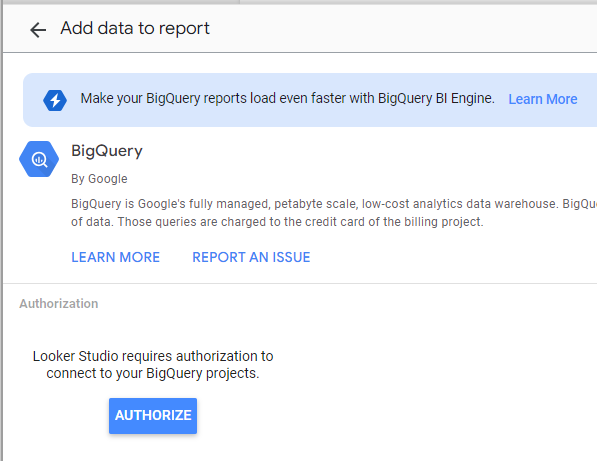 Add data to report
Make your BigQuery reports load even faster with BigQuery BI Engine. Learn More
BigQuery
By Google
BigQuery is Google's fully managed, petabyte scale, low-cost analytics data warehouse.
of data. Those queries are charged to the credit card of the billing project.
LEARN MORE REPORT AN ISSUE
Authorization
Looker Studio requires authorization to
connect to your BigQuery projects.
AUTHORIZE